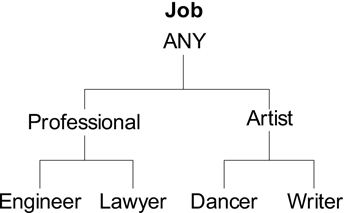 Job
ANY
Professional Artist
Engineer Lawyer Dancer Writer